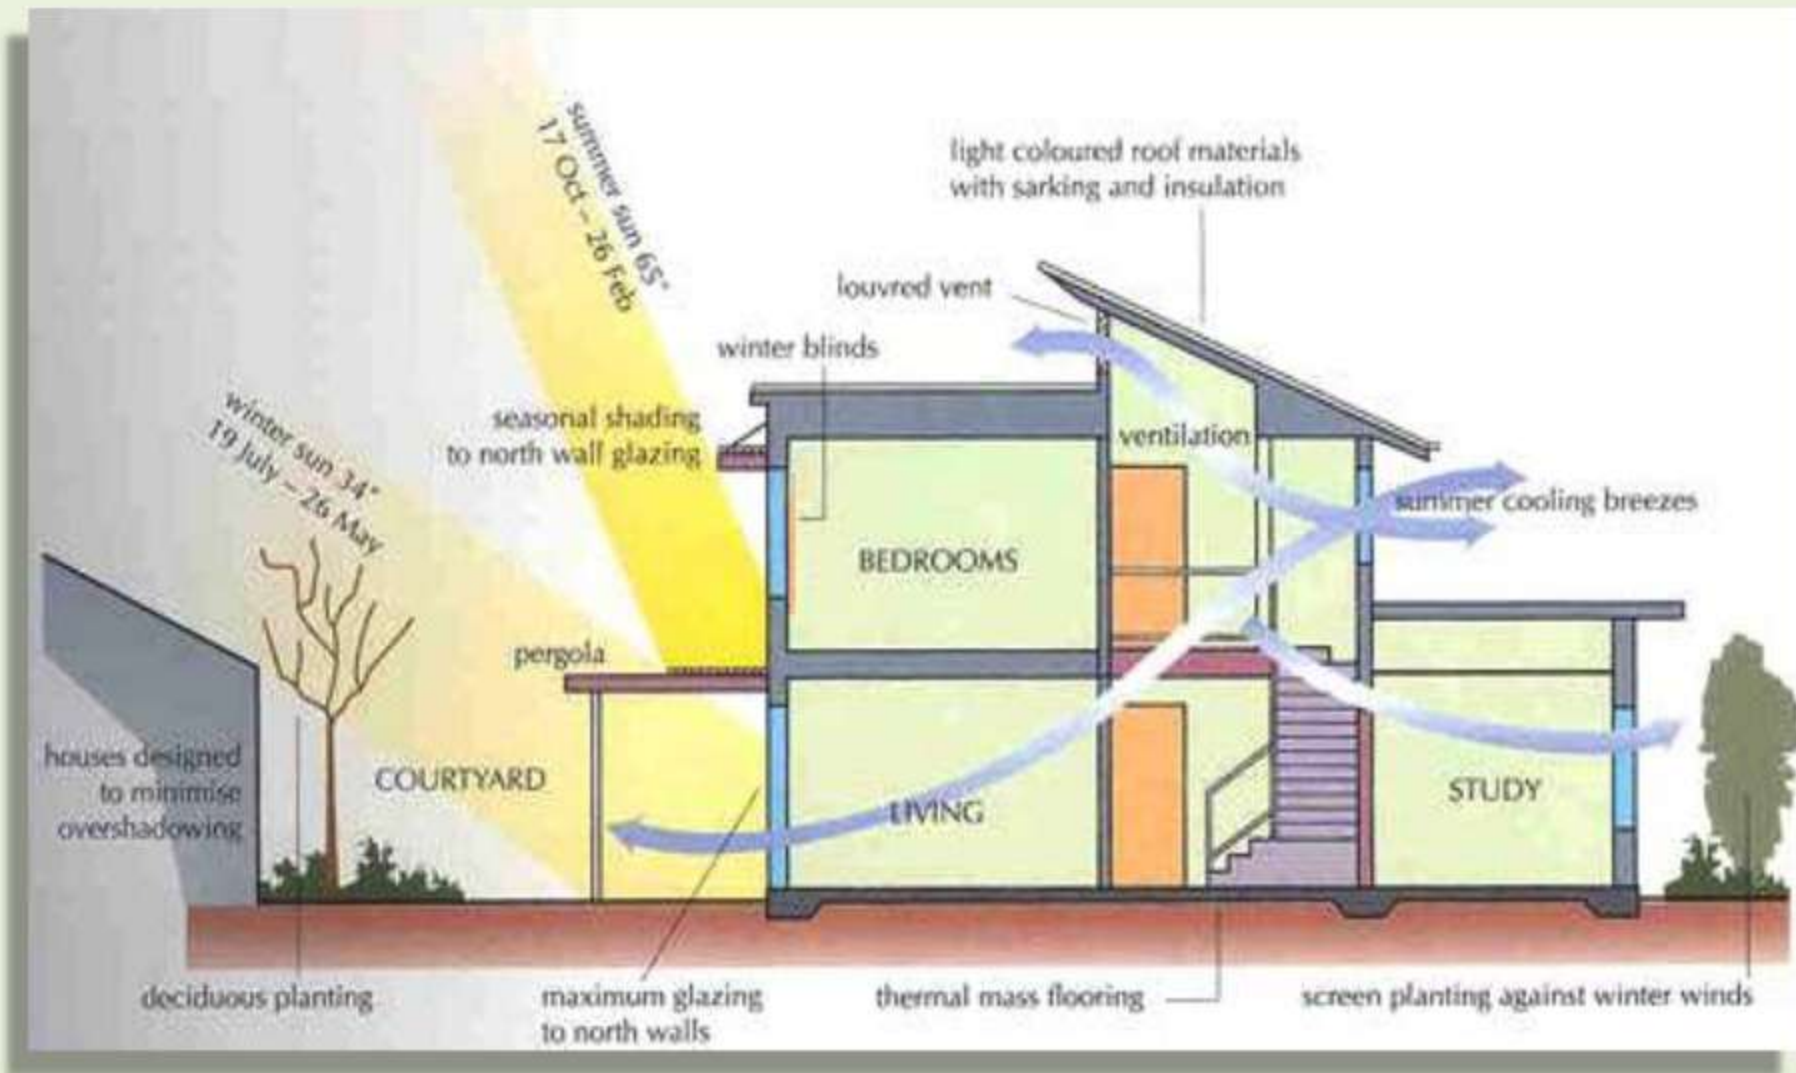 summer sun 65°
17 Oct – 26 Feb
light coloured roof materials
with sarking and insulation
louvred vent
winter blinds
winter sun 34°
19 July – 26 May
seasonal shading
to north wall glazing
ventilation
summer cooling breezes
BEDROOMS
pergola
houses designed
to minimise
overshadowing
COURTYARD
LIVING
STUDY
deciduous planting
maximum glazing
to north walls
thermal mass flooring
screen planting against winter winds